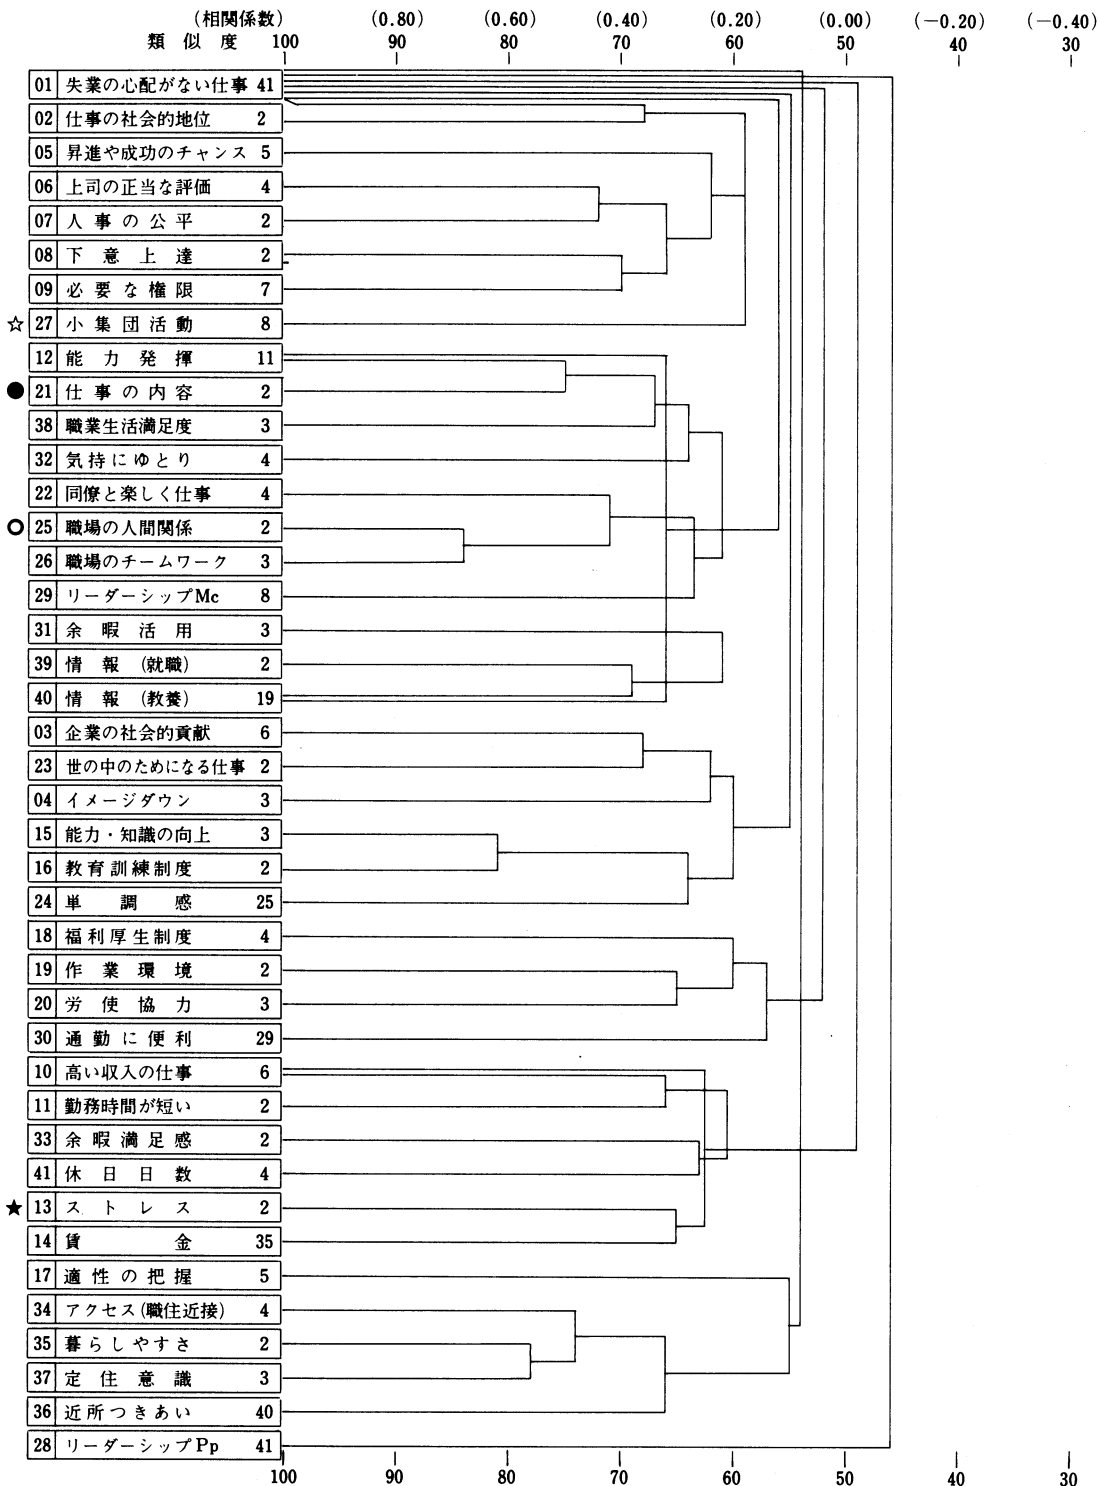 (相関係数) (0.80) (0.60) (0.40) (0.20) (0.00) (−0.20) (−0.40)
類似度 100 90 80 70 60 50 40 30
01 失業の心配がない仕事 41
02 仕事の社会的地位 2
05 昇進や成功のチャンス 5
06 上司の正当な評価 4
07 人事の公平 2
08 下意上達 2
09 必要な権限 7
☆ 27 小集団活動 8
12 能力発揮 11
● 21 仕事の内容 2
38 職業生活満足度 3
32 気持にゆとり 4
22 同僚と楽しく仕事 4
○ 25 職場の人間関係 2
26 職場のチームワーク 3
29 リーダーシップMc 8
31 余暇活用 3
39 情報(就職) 2
40 情報(教養) 19
03 企業の社会的貢献 6
23 世の中のためになる仕事 2
04 イメージダウン 3
15 能力・知識の向上 3
16 教育訓練制度 2
24 単調感 25
18 福利厚生制度 4
19 作業環境 2
20 労使協力 3
30 通勤に便利 29
10 高い収入の仕事 6
11 勤務時間が短い 2
33 余暇満足感 2
41 休日日数 4
★ 13 ストレス 2
14 賃金 35
17 適性の把握 5
34 アクセス(職住近接) 4
35 暮らしやすさ 2
37 定住意識 3
36 近所つきあい 40
28 リーダーシップPp 41
100 90 80 70 60 50 40 30